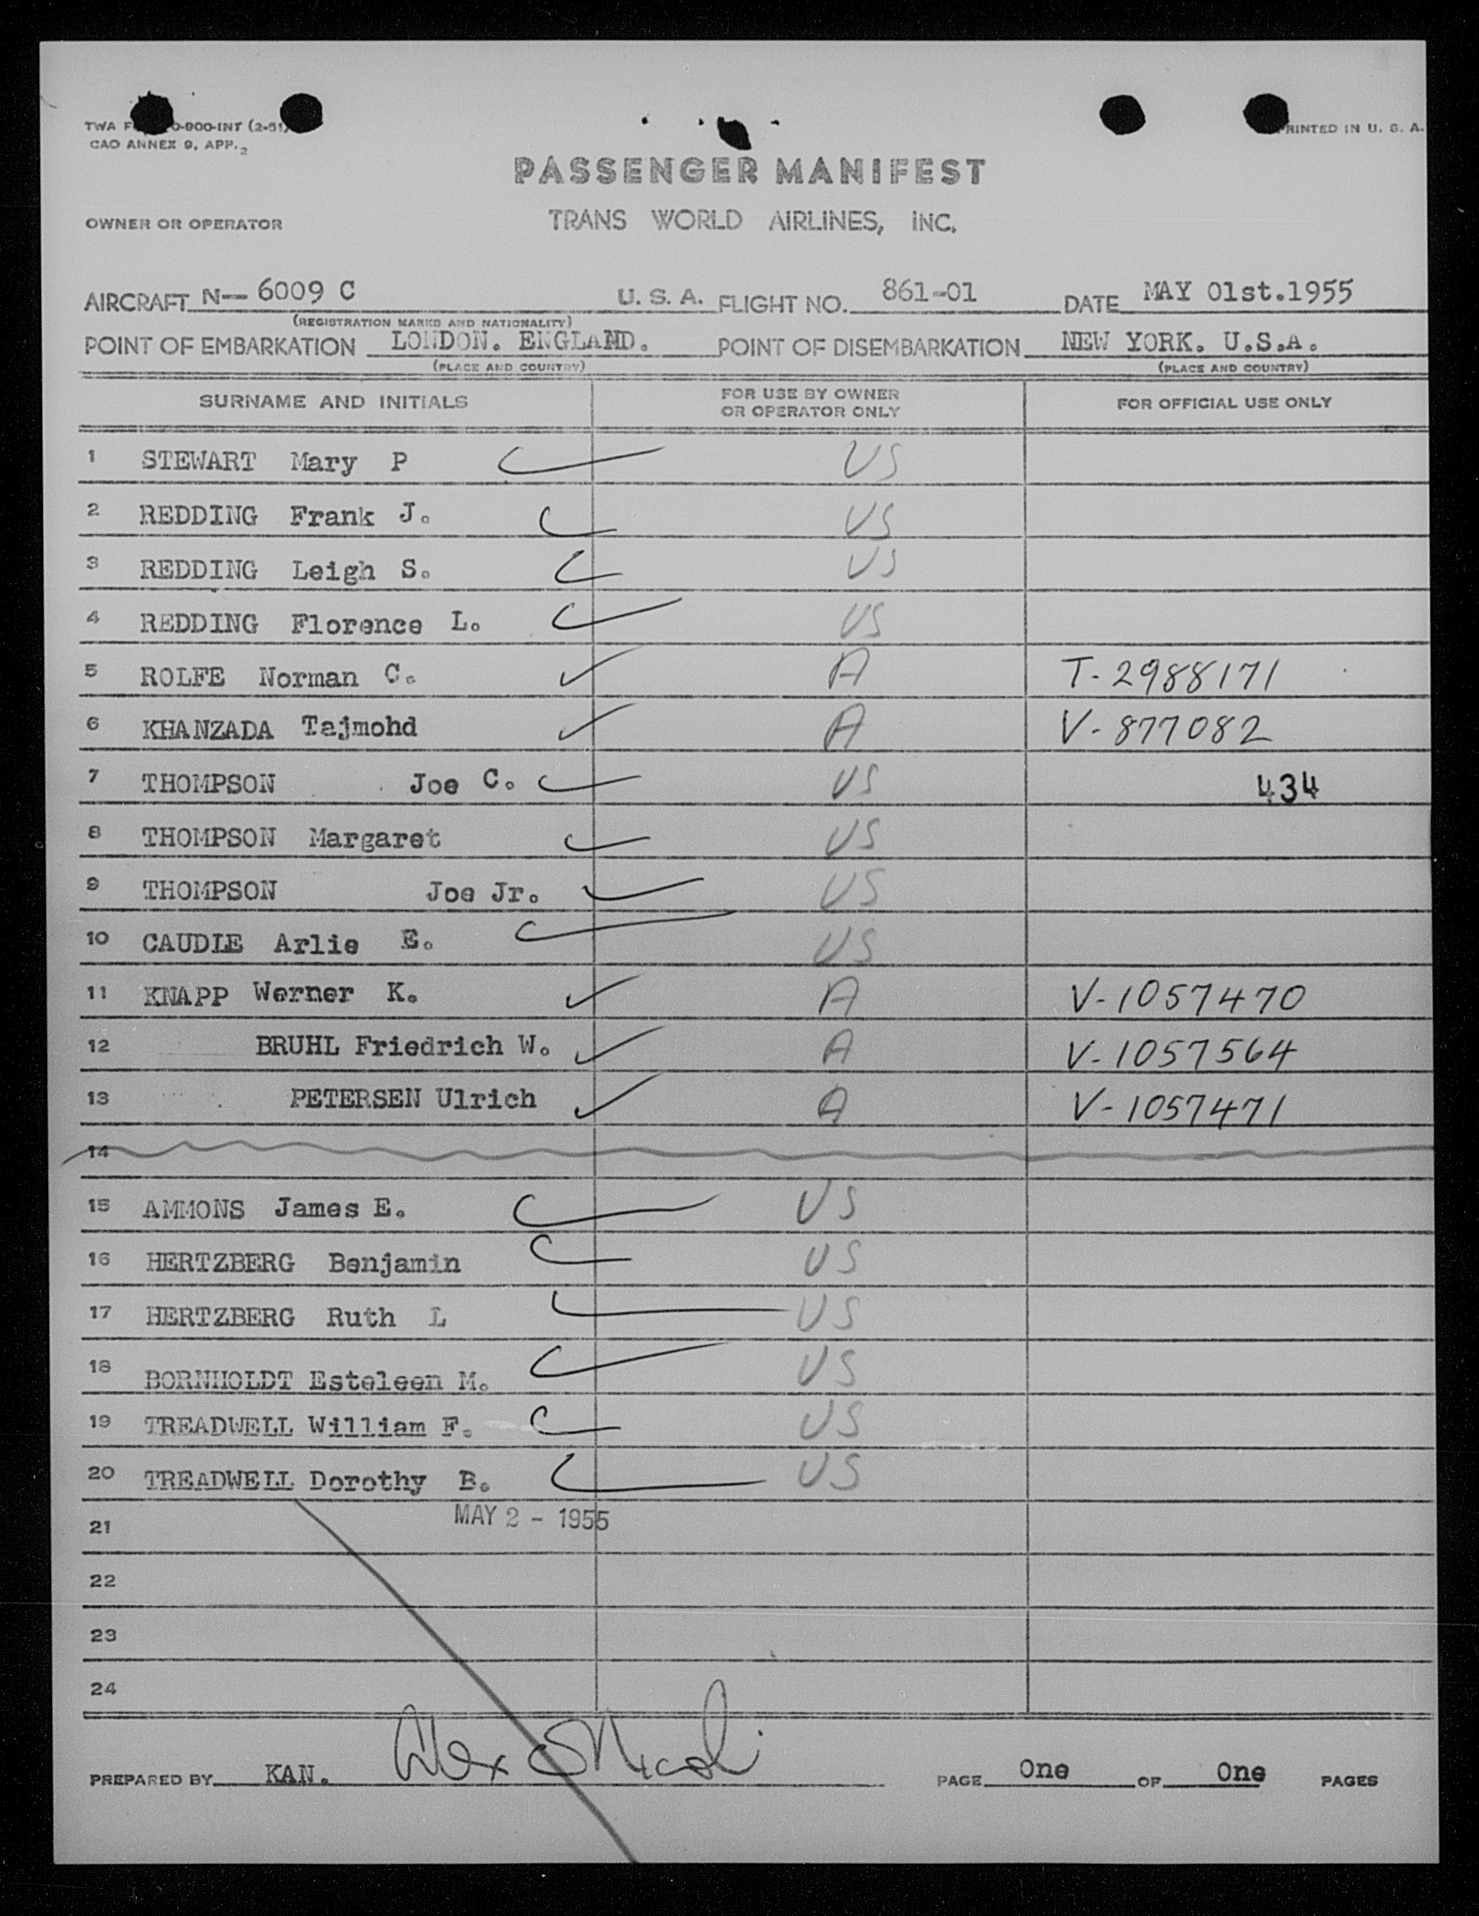 TWA F 0-900-INT (2-51)
CAO ANNEX 9, APP. 2
PRINTED IN U. S. A.
PASSENGER MANIFEST
OWNER OR OPERATOR TRANS WORLD AIRLINES, INC.
AIRCRAFT N— 6009 C U. S. A. FLIGHT NO. 861-01 DATE MAY 01st.1955
(REGISTRATION MARKS AND NATIONALITY)
POINT OF EMBARKATION LONDON. ENGLAND. POINT OF DISEMBARKATION NEW YORK. U.S.A.
(PLACE AND COUNTRY) (PLACE AND COUNTRY)
SURNAME AND INITIALS FOR USE BY OWNER OR OPERATOR ONLY FOR OFFICIAL USE ONLY
1 STEWART Mary P US
2 REDDING Frank J. US
3 REDDING Leigh S. US
4 REDDING Florence L. US
5 ROLFE Norman C. A T-2988171
6 KHANZADA Tajmohd A V-877082
7 THOMPSON Joe C. US 434
8 THOMPSON Margaret US
9 THOMPSON Joe Jr. US
10 CAUDLE Arlie E. US
11 KNAPP Werner K. A V-1057470
12 BRUHL Friedrich W. A V-1057564
13 PETERSEN Ulrich A V-1057471
14
15 AMMONS James E. US
16 HERTZBERG Benjamin US
17 HERTZBERG Ruth L US
18 BORNHOLDT Esteleen M. US
19 TREADWELL William F. US
20 TREADWELL Dorothy B. US
MAY 2 - 1955
21
22
23
24
PREPARED BY KAN. Alex S Nicol PAGE One OF One PAGES